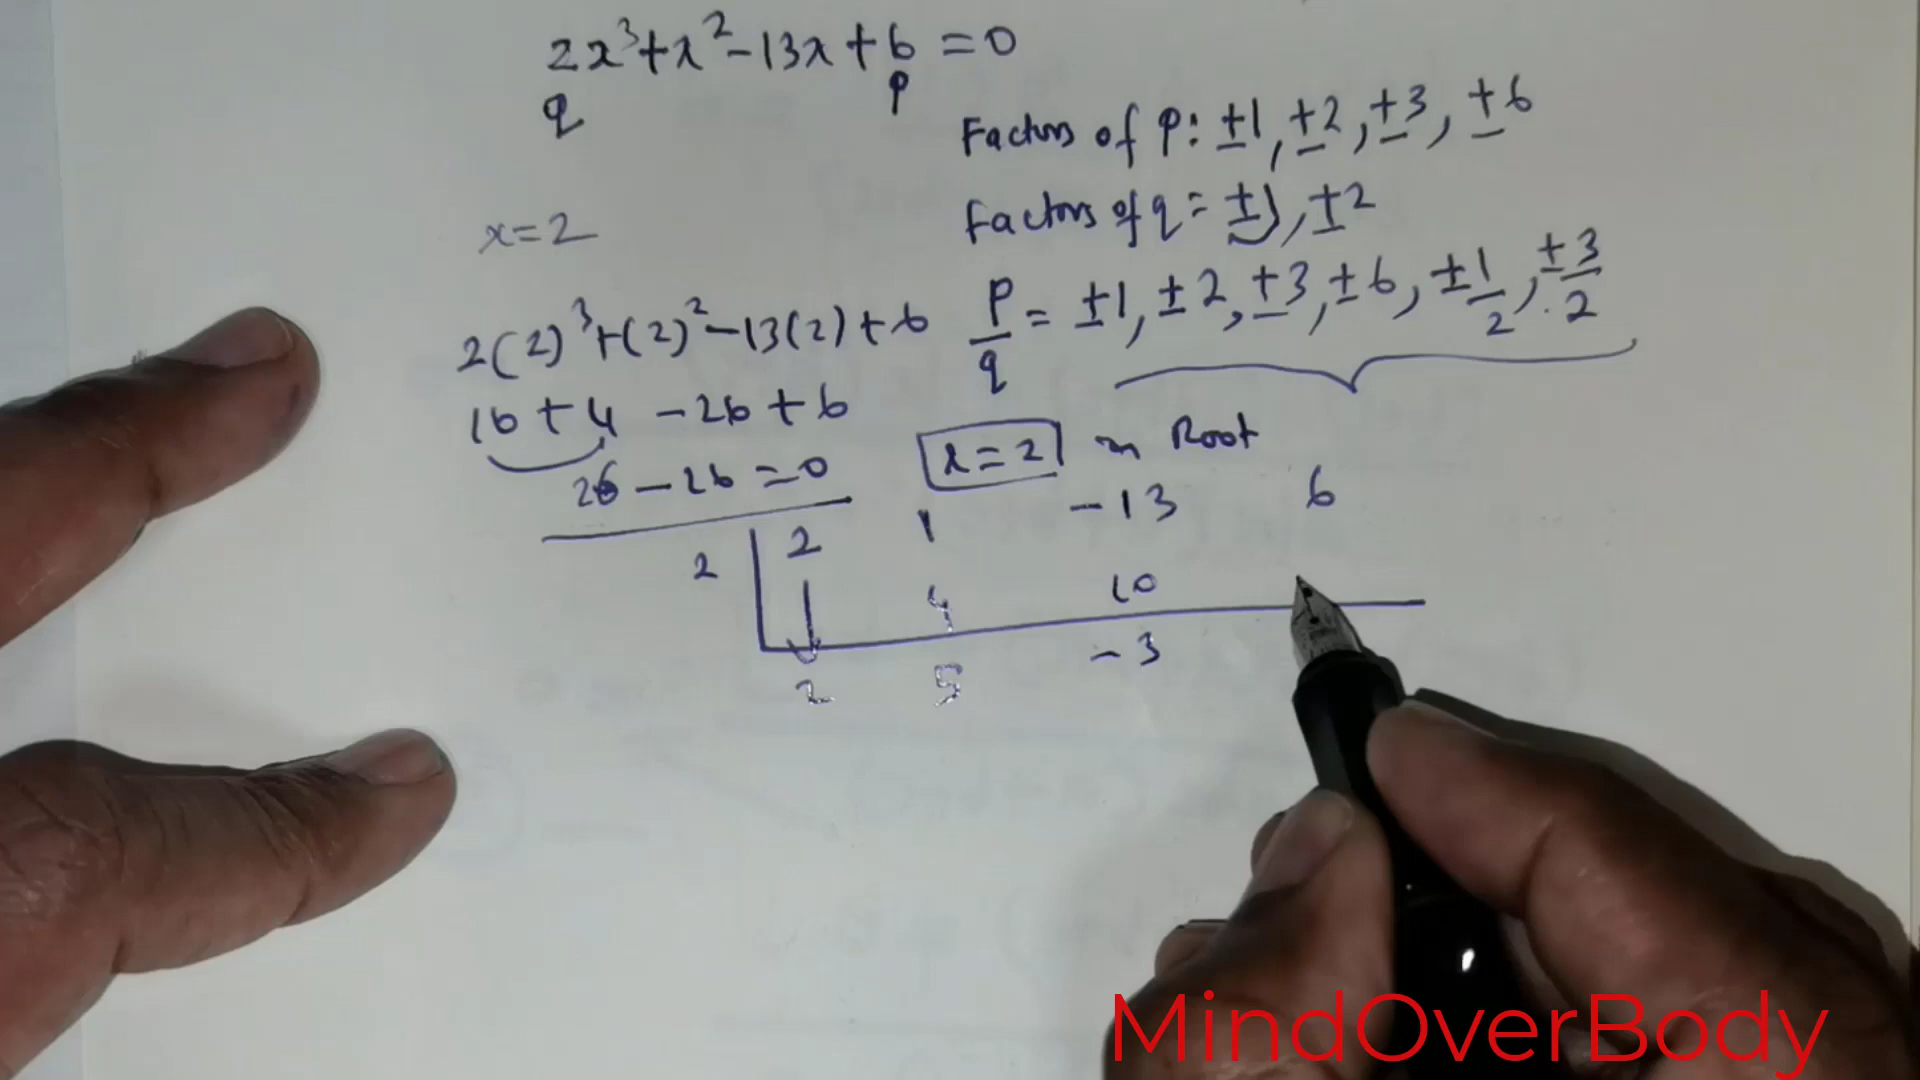 2x³+x²-13x+6=0
q p
Factors of p: ±1, ±2, ±3, ±6
x=2
Factors of q= ±1, ±2
2(2)³+(2)²-13(2)+6
p/q = ±1, ±2, ±3, ±6, ±1/2, ±3/2
16+4 -26+6
x=2 Root
26-26=0
2 2 1 -13 6
4 10
2 5 -3
MindOverBody